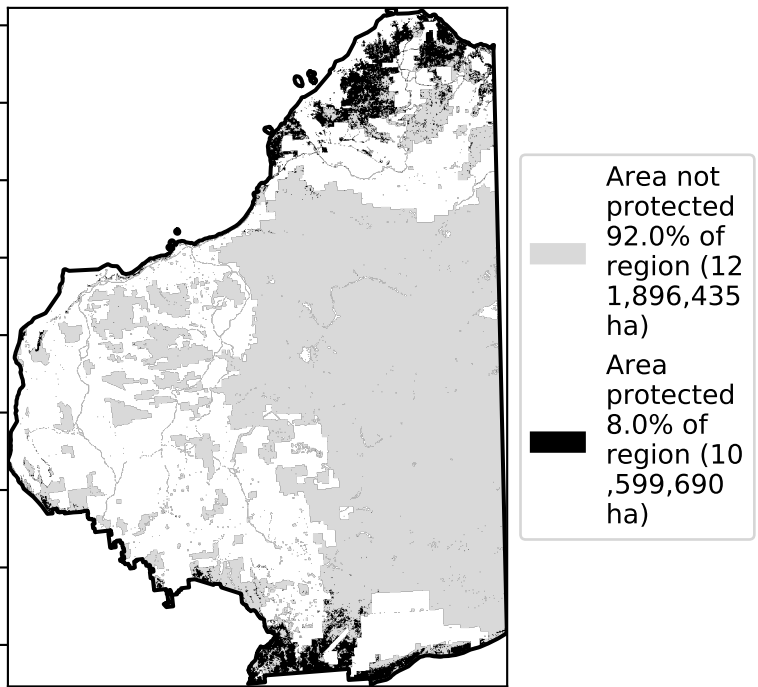 Area not
protected
92.0% of
region (12
1,896,435
ha)
Area
protected
8.0% of
region (10
,599,690
ha)